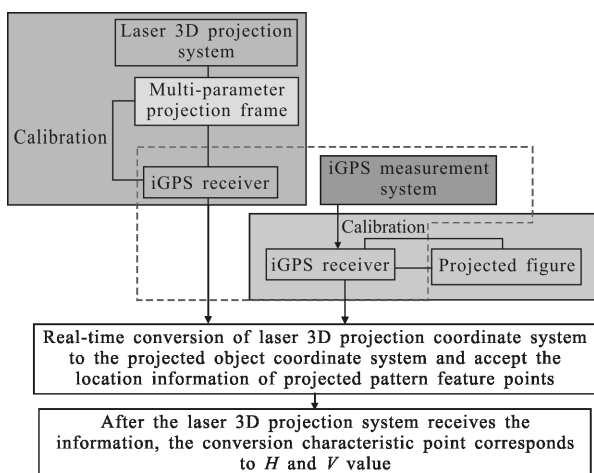 Laser 3D projection
system
Multi-parameter
projection frame
Calibration
iGPS receiver
iGPS measurement
system
Calibration
iGPS receiver
Projected figure
Real-time conversion of laser 3D projection coordinate system
to the projected object coordinate system and accept the
location information of projected pattern feature points
After the laser 3D projection system receives the
information, the conversion characteristic point corresponds
to H and V value